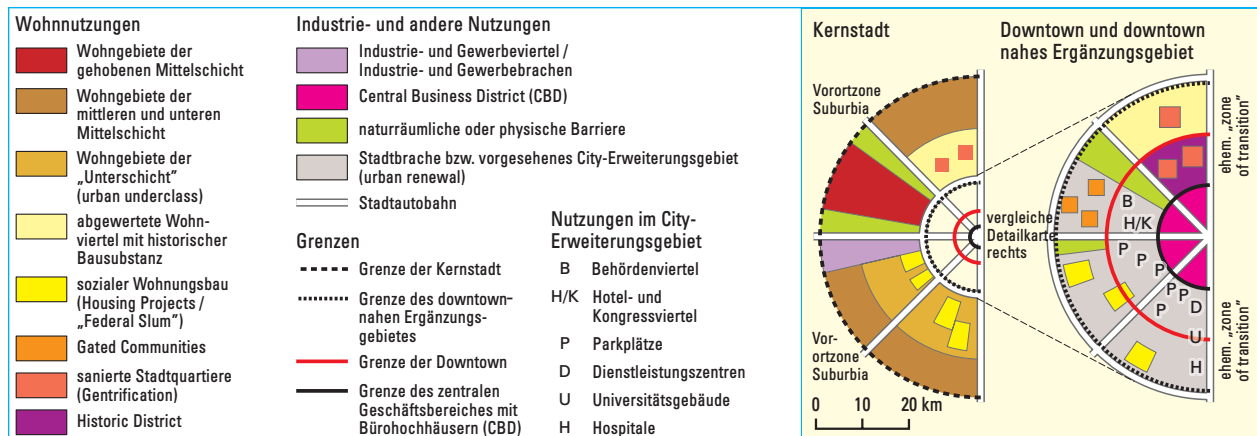 Wohnnutzungen
Wohngebiete der
gehobenen Mittelschicht
Wohngebiete der
mittleren und unteren
Mittelschicht
Wohngebiete der
„Unterschicht"
(urban underclass)
abgewertete Wohn-
viertel mit historischer
Bausubstanz
sozialer Wohnungsbau
(Housing Projects /
„Federal Slum")
Gated Communities
sanierte Stadtquartiere
(Gentrification)
Historic District
Industrie- und andere Nutzungen
Industrie- und Gewerbeviertel /
Industrie- und Gewerbebrachen
Central Business District (CBD)
naturräumliche oder physische Barriere
Stadtbrache bzw. vorgesehenes City-Erweiterungsgebiet
(urban renewal)
Stadtautobahn
Grenzen
Grenze der Kernstadt
Grenze des downtown-
nahen Ergänzungs-
gebietes
Grenze der Downtown
Grenze des zentralen
Geschäftsbereiches mit
Bürohochhäusern (CBD)
Nutzungen im City-
Erweiterungsgebiet
B Behördenviertel
H/K Hotel- und
Kongressviertel
P Parkplätze
D Dienstleistungszentren
U Universitätsgebäude
H Hospitale
Kernstadt
Vorortzone
Suburbia
Vor-
ortzone
Suburbia
vergleiche
Detailkarte
rechts
0 10 20 km
Downtown und downtown
nahes Ergänzungsgebiet
ehem. „zone
of transition"
B
H/K
P
P
P
P
P
P
D
U
H
ehem. „zone
of transition"